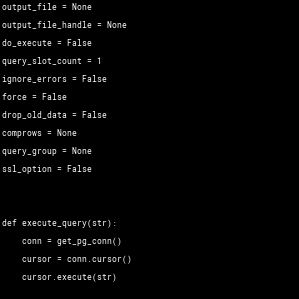 output_file = None
output_file_handle = None
do_execute = False
query_slot_count = 1
ignore_errors = False
force = False
drop_old_data = False
comprows = None
query_group = None
ssl_option = False
def execute_query(str):
    conn = get_pg_conn()
    cursor = conn.cursor()
    cursor.execute(str)